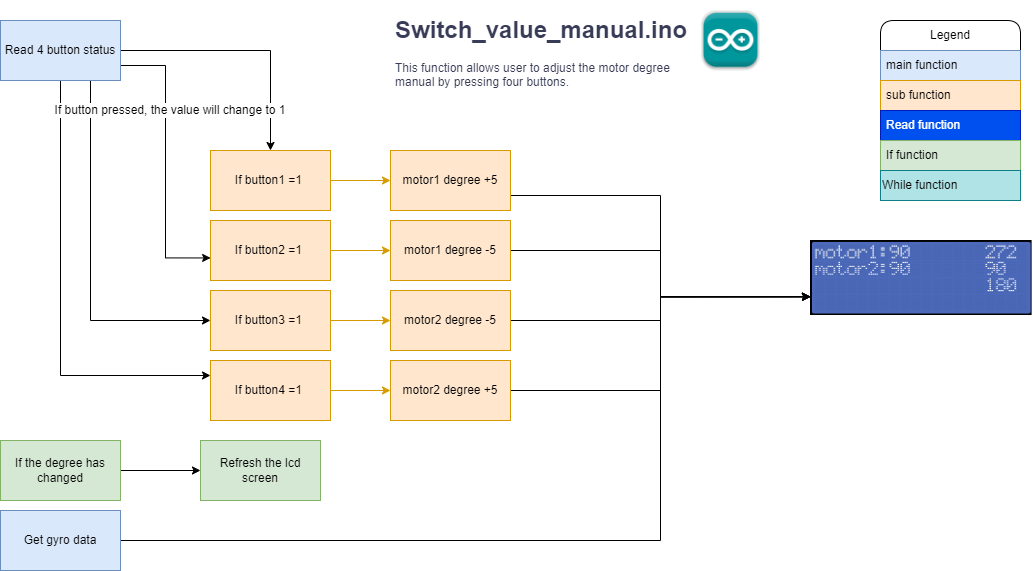 Switch_value_manual.ino
This function allows user to adjust the motor degree
manual by pressing four buttons.
Legend
main function
sub function
Read function
If function
While function
Read 4 button status
If button pressed, the value will change to 1
If button1 =1
motor1 degree +5
If button2 =1
motor1 degree -5
If button3 =1
motor2 degree -5
If button4 =1
motor2 degree +5
motor1:90 272
motor2:90 90
180
If the degree has
changed
Refresh the lcd
screen
Get gyro data